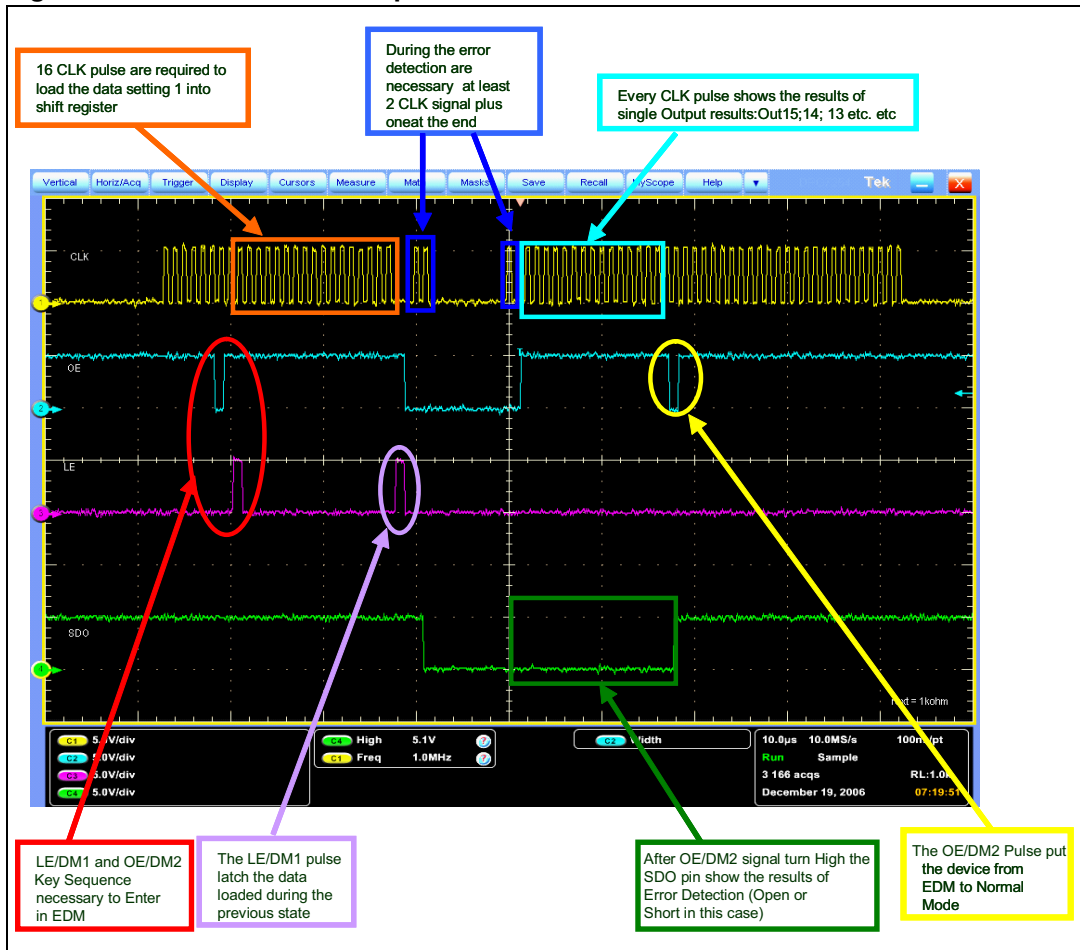 16 CLK pulse are required to
load the data setting 1 into
shift register
During the error
detection are
necessary at least
2 CLK signal plus
oneat the end
Every CLK pulse shows the results of
single Output results:Out15;14; 13 etc. etc
Vertical Horiz/Acq Trigger Display Cursors Measure Masks Save Recall MyScope Help Tek
CLK
OE
2
LE
3
SDO
= 1kohm
C1 5.0V/div
C2 5.0V/div
C3 5.0V/div
C4 5.0V/div
C4 High 5.1V
C1 Freq 1.0MHz
C2 Width
10.0µs 10.0MS/s
Run Sample
3 166 acqs
December 19, 2006 07:19:51
LE/DM1 and OE/DM2
Key Sequence
necessary to Enter
in EDM
The LE/DM1 pulse
latch the data
loaded during the
previous state
After OE/DM2 signal turn High the
SDO pin show the results of
Error Detection (Open or
Short in this case)
The OE/DM2 Pulse put
the device from
EDM to Normal
Mode